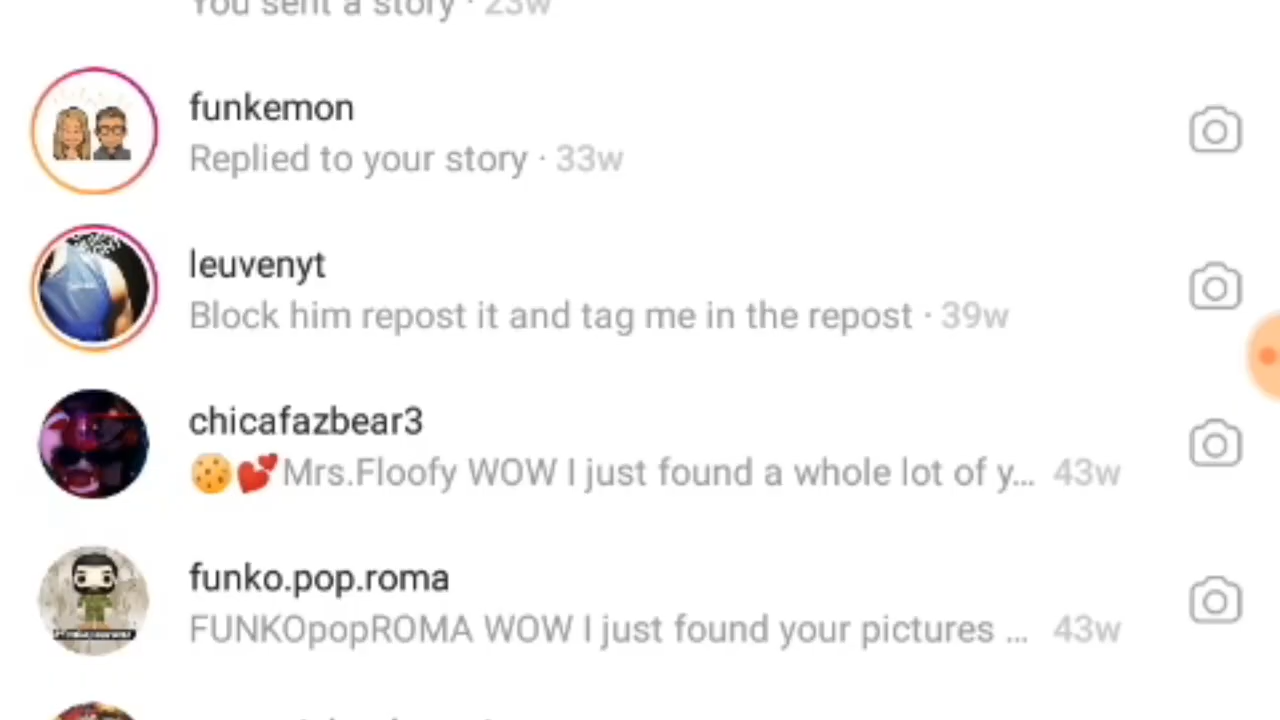 You sent a story · 23w
funkemon
Replied to your story · 33w
leuvenyt
Block him repost it and tag me in the repost · 39w
chicafazbear3
🍪💕Mrs.Floofy WOW I just found a whole lot of y... 43w
funko.pop.roma
FUNKOpopROMA WOW I just found your pictures ... 43w